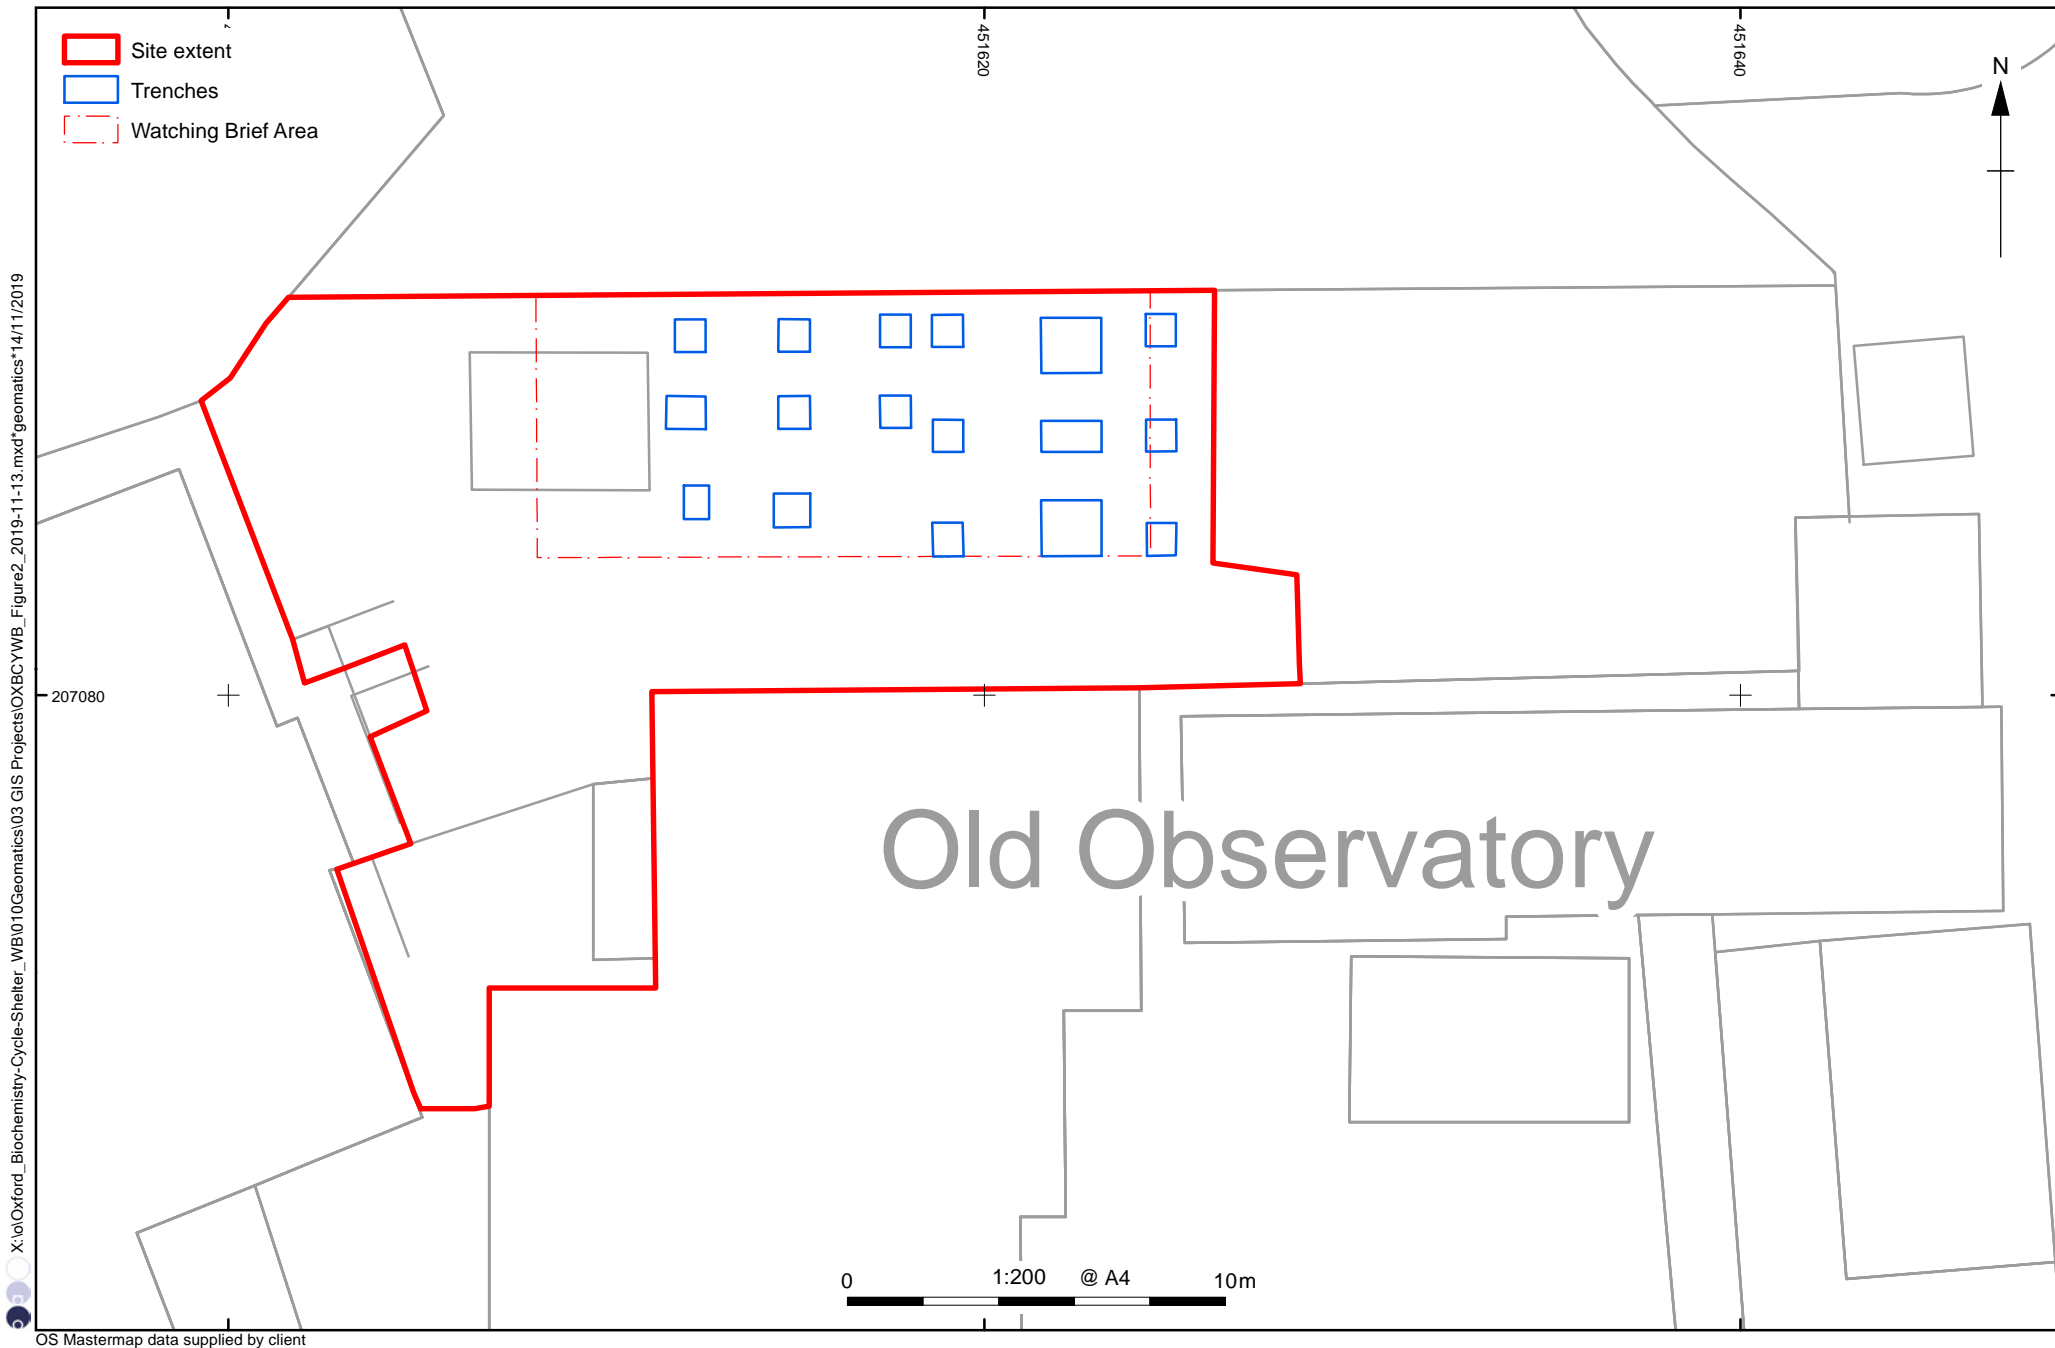 Site extent
Trenches
Watching Brief Area
451620
451640
N
207080
Old Observatory
0 1:200 @ A4 10m
X:\o\Oxford_Biochemistry-Cycle-Shelter_WB\010Geomatics\03 GIS Projects\OXBCYWB_Figure2_2019-11-13.mxd*geomatics*14/11/2019
OS Mastermap data supplied by client